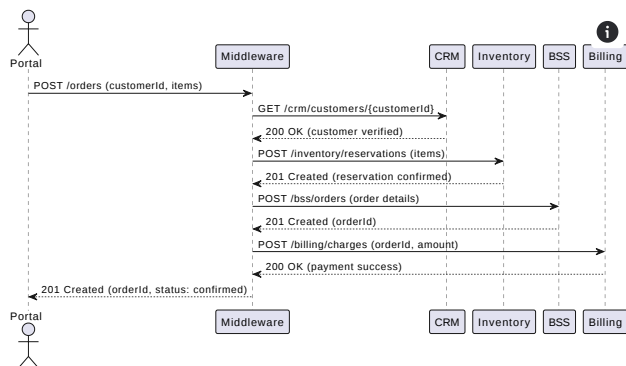 Portal
Middleware
CRM
Inventory
BSS
Billing
POST /orders (customerId, items)
GET /crm/customers/{customerId}
200 OK (customer verified)
POST /inventory/reservations (items)
201 Created (reservation confirmed)
POST /bss/orders (order details)
201 Created (orderId)
POST /billing/charges (orderId, amount)
200 OK (payment success)
201 Created (orderId, status: confirmed)
Portal
Middleware
CRM
Inventory
BSS
Billing